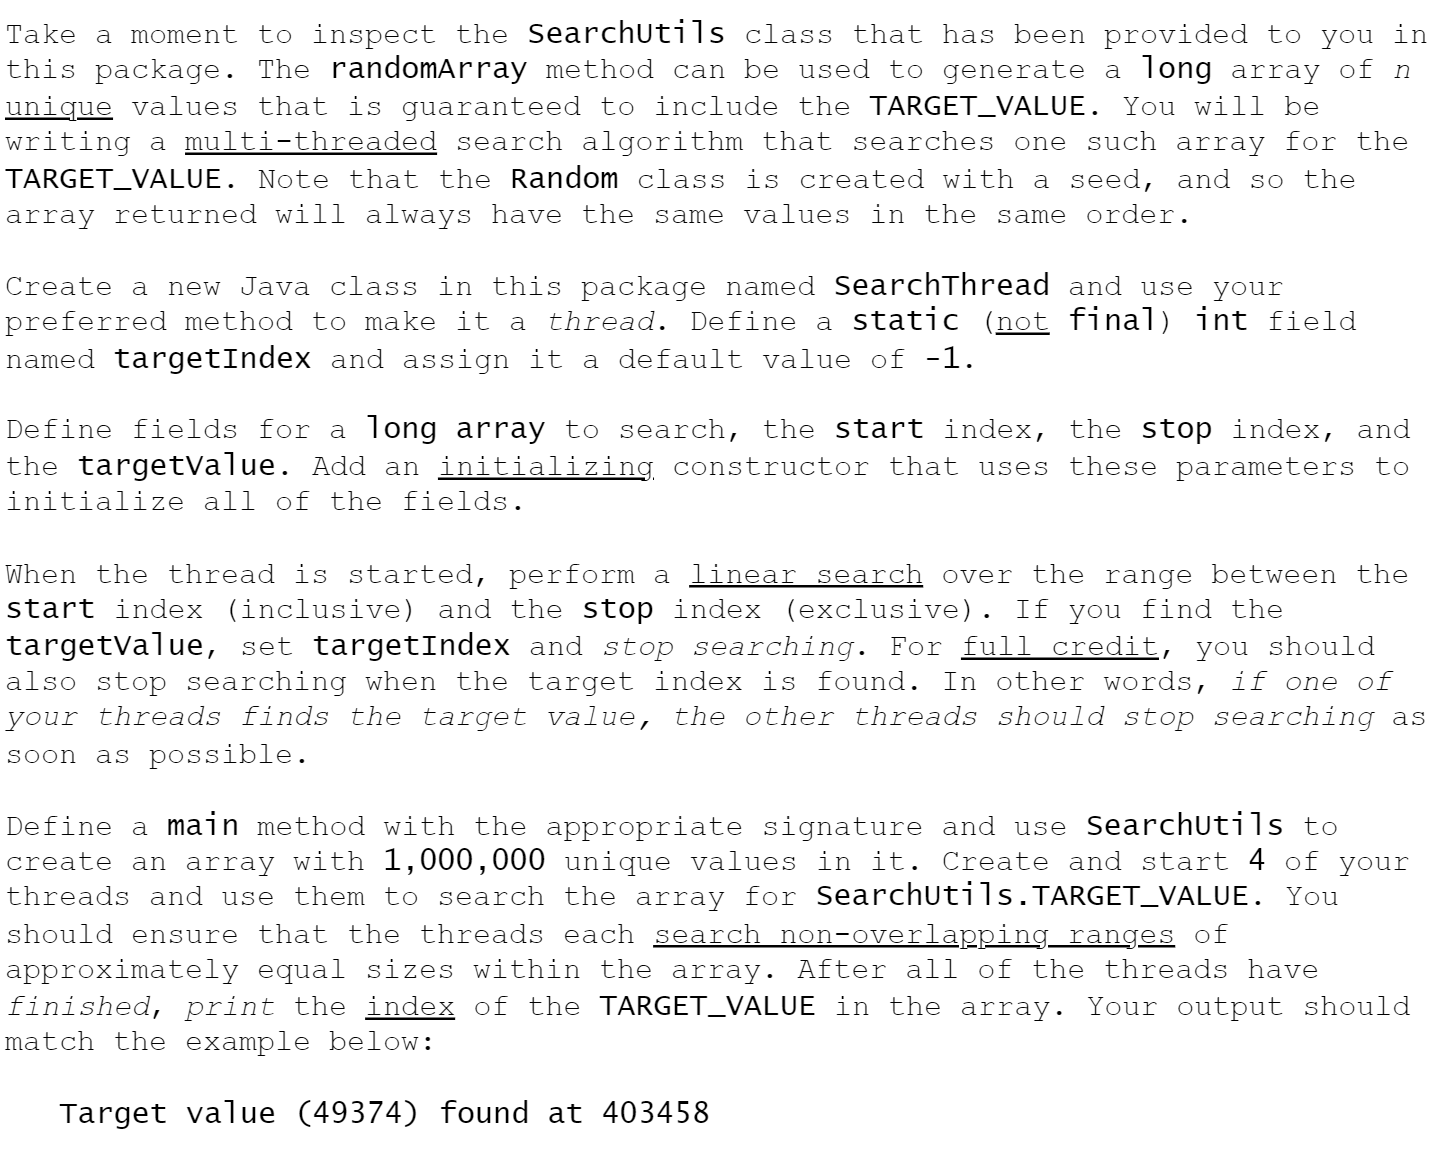 Take a moment to inspect the SearchUtils class that has been provided to you in
this package. The randomArray method can be used to generate a long array of n
unique values that is guaranteed to include the TARGET_VALUE. You will be
writing a multi-threaded search algorithm that searches one such array for the
TARGET_VALUE. Note that the Random class is created with a seed, and so the
array returned will always have the same values in the same order.
Create a new Java class in this package named SearchThread and use your
preferred method to make it a thread. Define a static (not final) int field
named targetIndex and assign it a default value of -1.
Define fields for a long array to search, the start index, the stop index, and
the targetValue. Add an initializing constructor that uses these parameters to
initialize all of the fields.
When the thread is started, perform a linear search over the range between the
start index (inclusive) and the stop index (exclusive). If you find the
targetValue, set targetIndex and stop searching. For full credit, you should
also stop searching when the target index is found. In other words, if one of
your threads finds the target value, the other threads should stop searching as
soon as possible.
Define a main method with the appropriate signature and use SearchUtils to
create an array with 1,000,000 unique values in it. Create and start 4 of your
threads and use them to search the array for SearchUtils.TARGET_VALUE. You
should ensure that the threads each search non-overlapping ranges of
approximately equal sizes within the array. After all of the threads have
finished, print the index of the TARGET_VALUE in the array. Your output should
match the example below:
Target value (49374) found at 403458